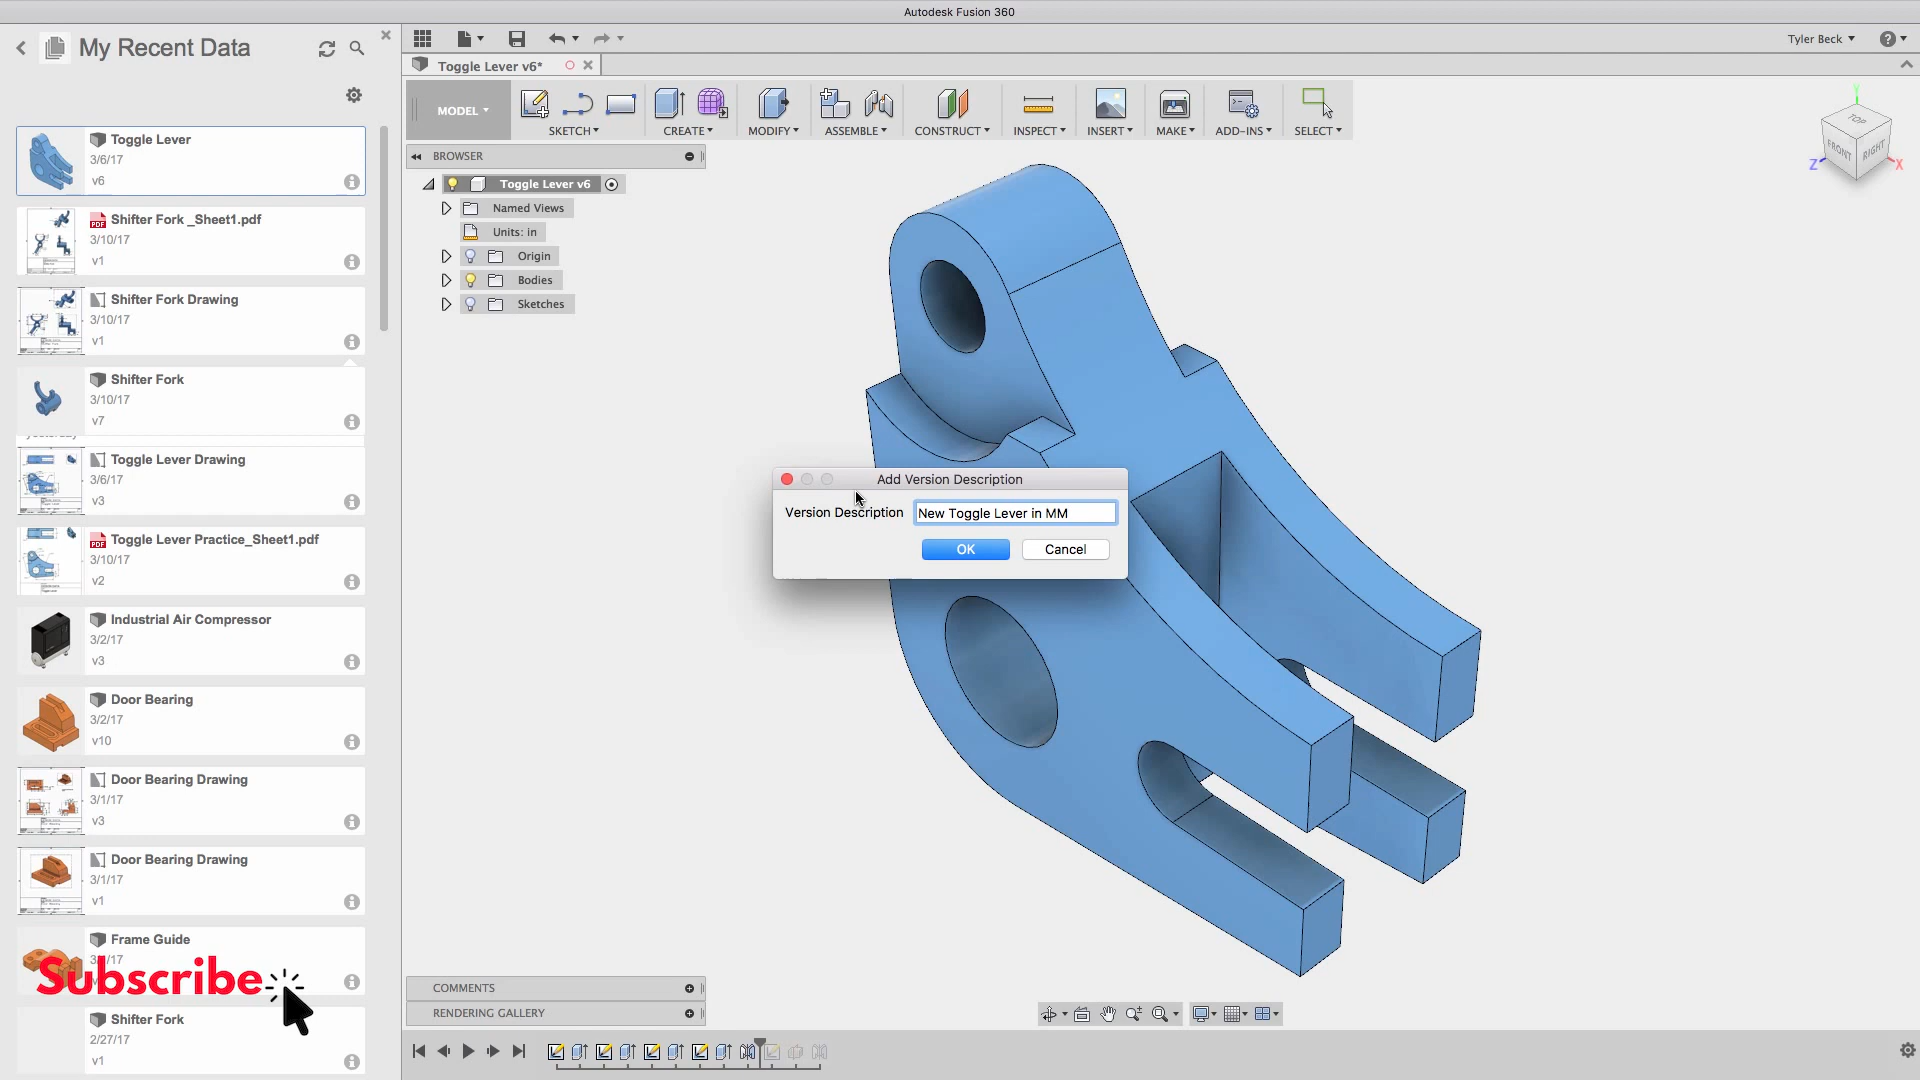 Autodesk Fusion 360
My Recent Data
Tyler Beck
Toggle Lever v6*
MODEL
SKETCH
CREATE
MODIFY
ASSEMBLE
CONSTRUCT
INSPECT
INSERT
MAKE
ADD-INS
SELECT
TOP
FRONT
RIGHT
Y
Z
X
BROWSER
Toggle Lever v6
Named Views
Units: in
Origin
Bodies
Sketches
Toggle Lever
3/6/17
v6
PDF
Shifter Fork _Sheet1.pdf
3/10/17
v1
Shifter Fork Drawing
3/10/17
v1
Shifter Fork
3/10/17
v7
yesterday
Toggle Lever Drawing
3/6/17
v3
PDF
Toggle Lever Practice_Sheet1.pdf
3/10/17
v2
Industrial Air Compressor
3/2/17
v3
Door Bearing
3/2/17
v10
Door Bearing Drawing
3/1/17
v3
Door Bearing Drawing
3/1/17
v1
Frame Guide
Subscribe
Shifter Fork
2/27/17
v1
Add Version Description
Version Description
New Toggle Lever in MM
OK
Cancel
COMMENTS
RENDERING GALLERY